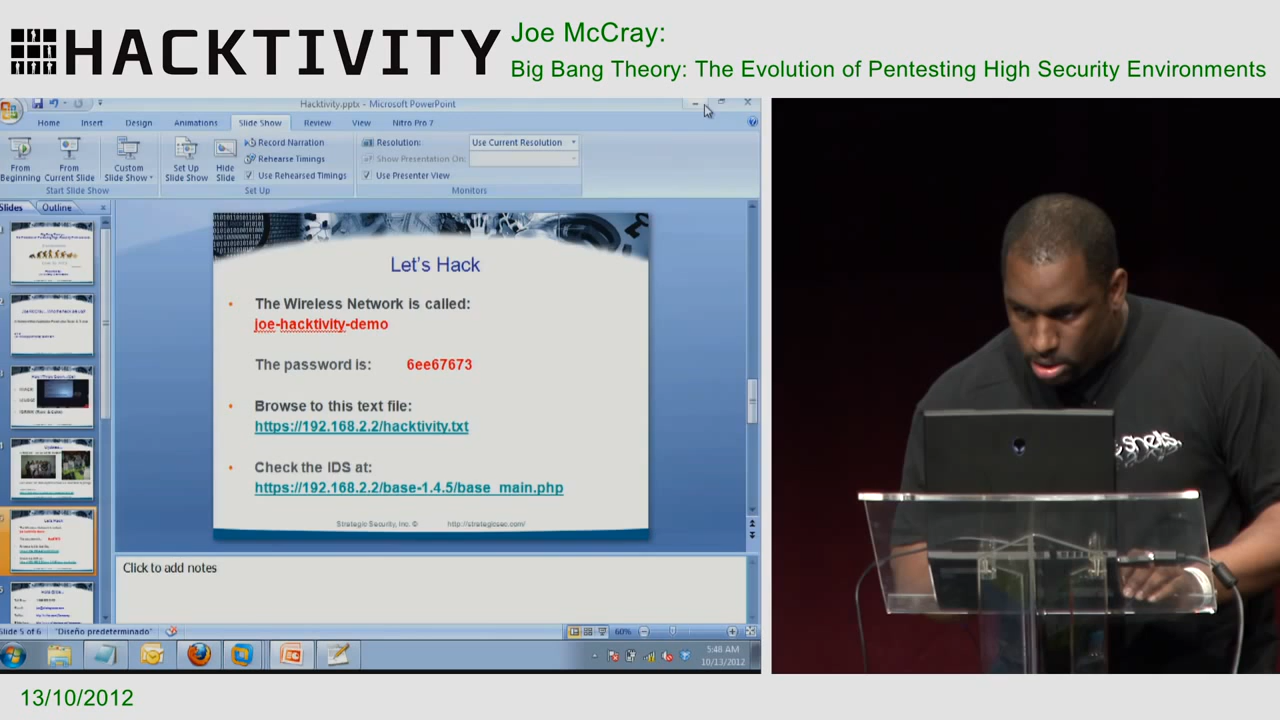 HACKTIVITY
Joe McCray:
Big Bang Theory: The Evolution of Pentesting High Security Environments
Hacktivity.pptx - Microsoft PowerPoint
Home Insert Design Animations Slide Show Review View Nitro Pro 7
From Beginning
From Current Slide
Custom Slide Show
Set Up Slide Show
Hide Slide
Record Narration
Rehearse Timings
Use Rehearsed Timings
Resolution: Use Current Resolution
Show Presentation On:
Use Presenter View
Start Slide Show Set Up Monitors
Slides Outline
Let's Hack
The Wireless Network is called:
joe-hacktivity-demo
The password is: 6ee67673
Browse to this text file:
https://192.168.2.2/hacktivity.txt
Check the IDS at:
https://192.168.2.2/base-1.4.5/base_main.php
Strategic Security, Inc. © http://strategicsec.com/
Click to add notes
Slide 5 of 6 "Diseño predeterminado" 60%
5:48 AM
10/13/2012
shells.
13/10/2012